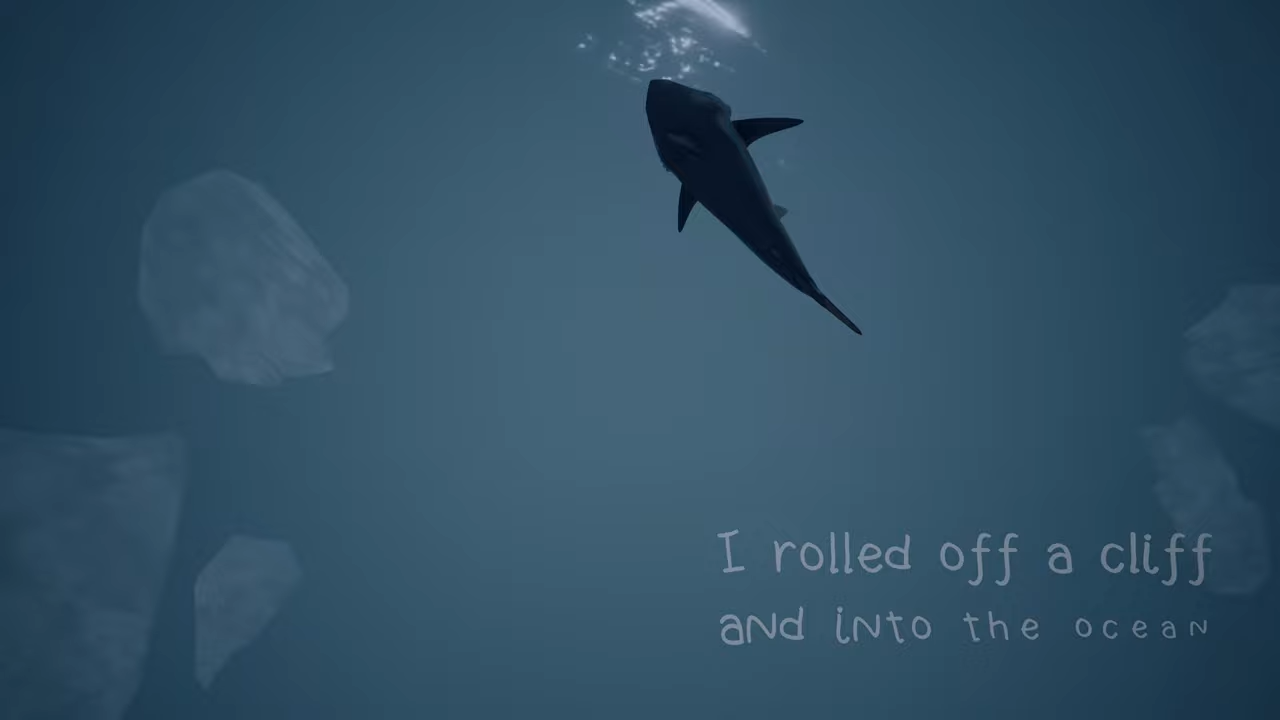 I rolled off a cliff
and into the ocean